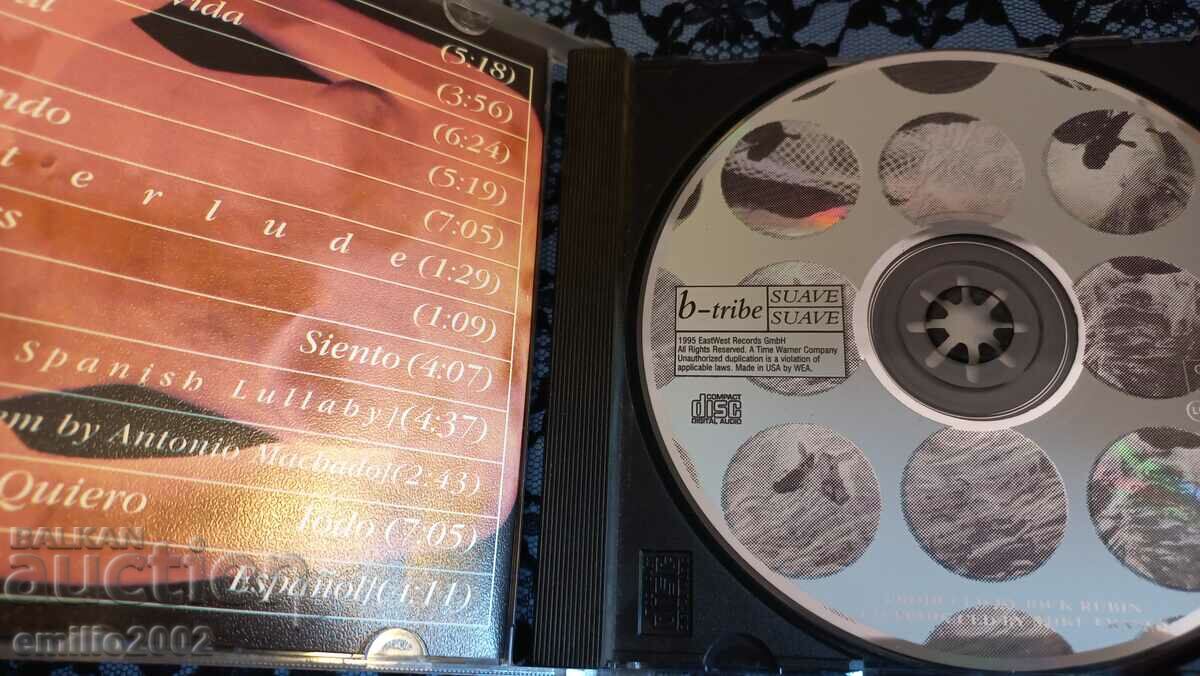 vida
(5:18)
(3:56)
(6:24)
ndo (5:19)
(7:05)
terlude (1:29)
(1:09)
Siento (4:07)
Spanish Lullaby] (4:37)
em by Antonio Machado] (2:43)
Quiero Todo (7:05)
Español]
b-tribe
SUAVE
SUAVE
1995 EastWest Records GmbH
All Rights Reserved. A Time Warner Company
Unauthorized duplication is a violation of
applicable laws. Made in USA by WEA.
COMPACT
disc
DIGITAL AUDIO
BALKAN
auction
emilio2002